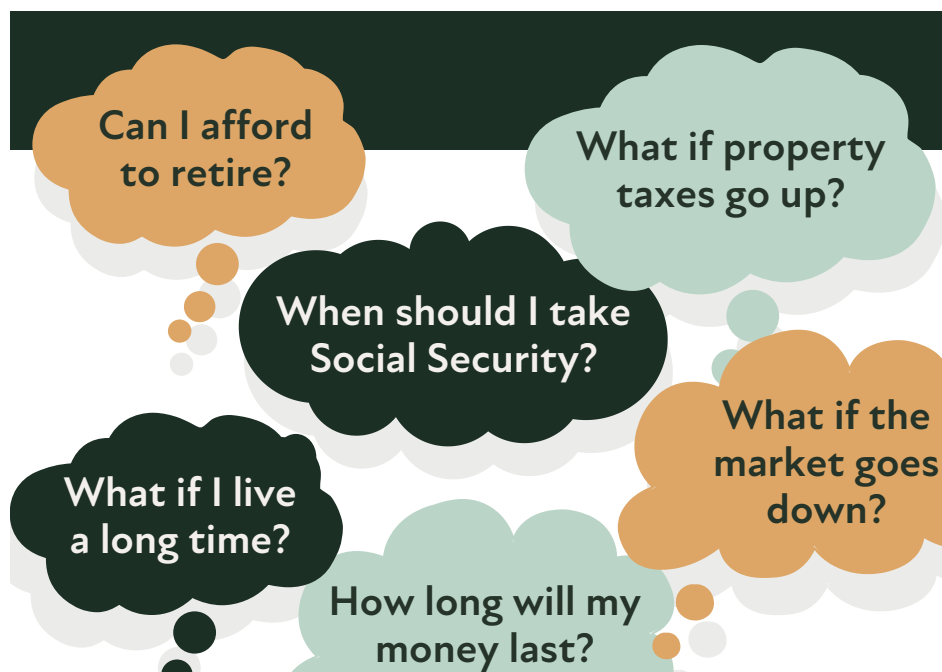 Can I afford
to retire?
What if property
taxes go up?
When should I take
Social Security?
What if the
market goes
down?
What if I live
a long time?
How long will my
money last?